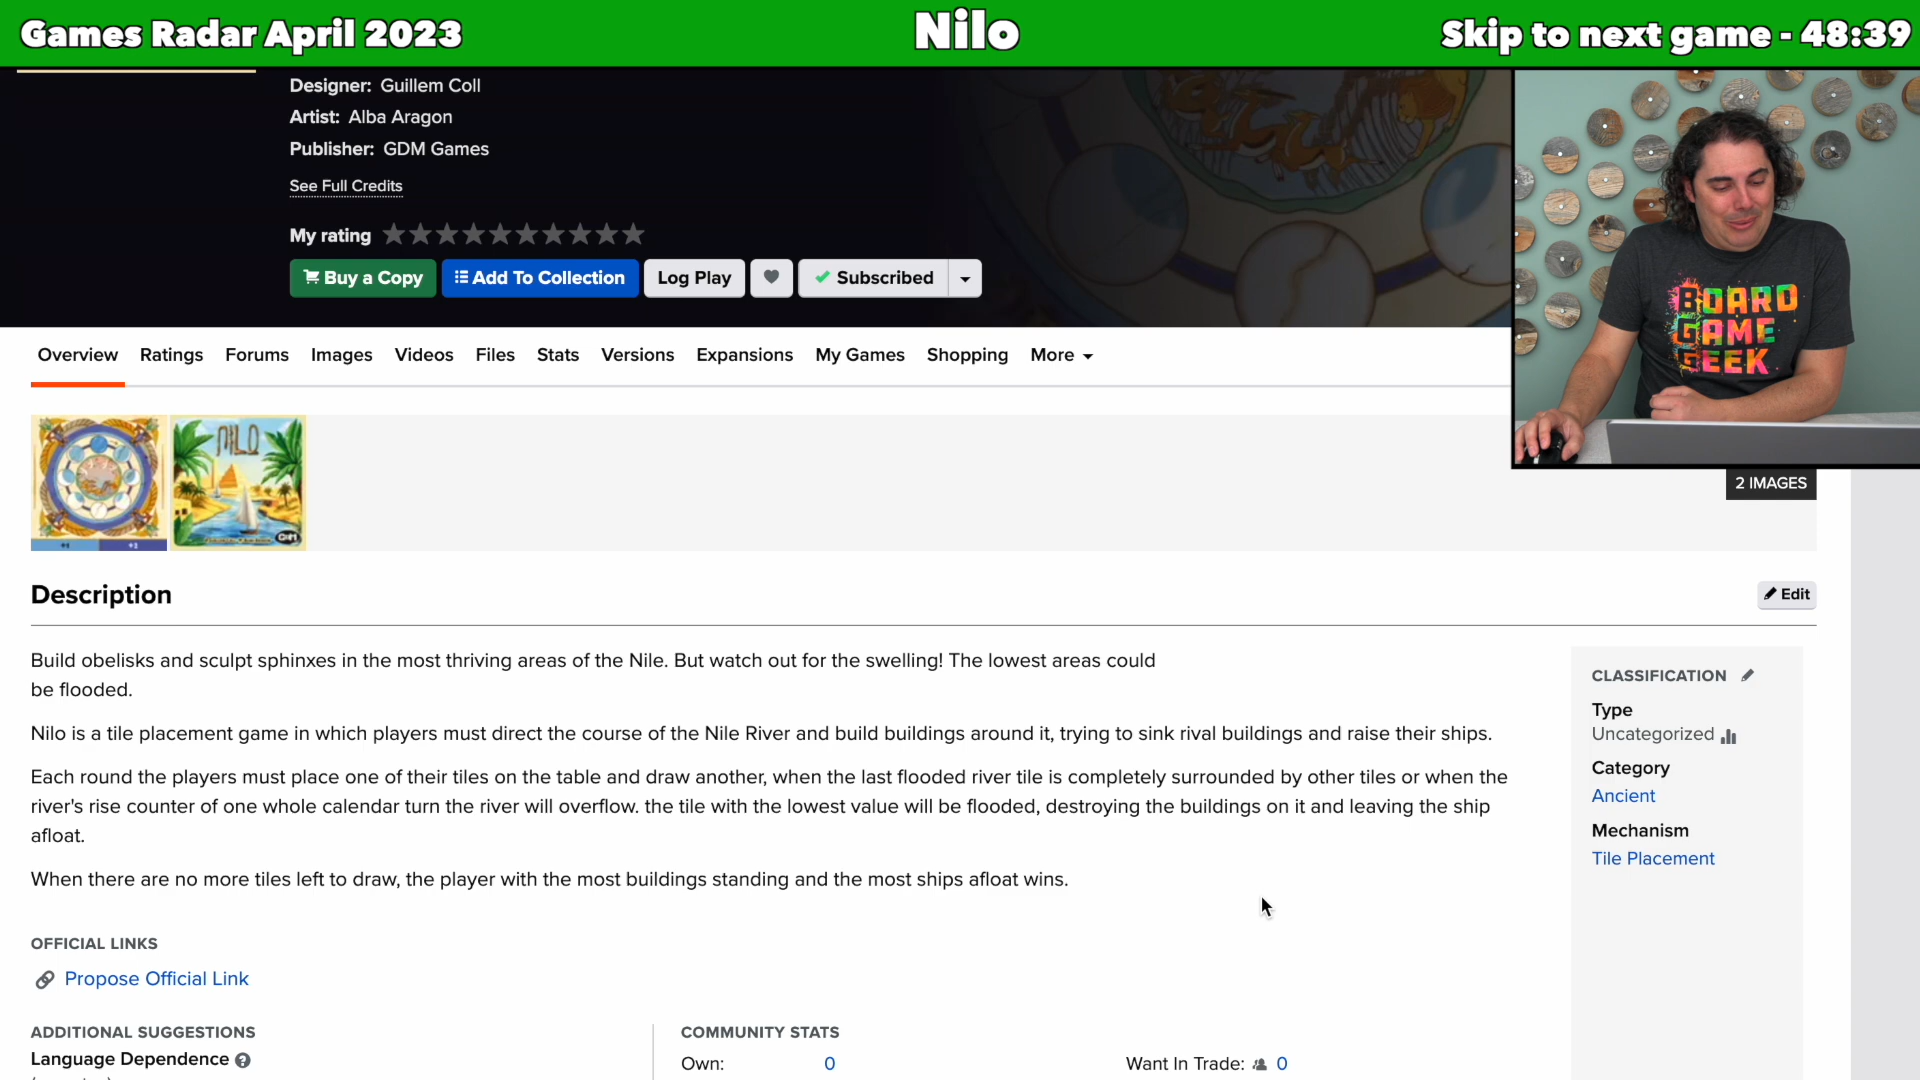 Games Radar April 2023
Nilo
Skip to next game - 48:39
Designer: Guillem Coll
Artist: Alba Aragon
Publisher: GDM Games
See Full Credits
My rating
Buy a Copy
Add To Collection
Log Play
Subscribed
BOARD
GAME
GEEK
Overview
Ratings
Forums
Images
Videos
Files
Stats
Versions
Expansions
My Games
Shopping
More
NILO
2 IMAGES
Description
Edit
Build obelisks and sculpt sphinxes in the most thriving areas of the Nile. But watch out for the swelling! The lowest areas could
be flooded.
Nilo is a tile placement game in which players must direct the course of the Nile River and build buildings around it, trying to sink rival buildings and raise their ships.
Each round the players must place one of their tiles on the table and draw another, when the last flooded river tile is completely surrounded by other tiles or when the
river's rise counter of one whole calendar turn the river will overflow. the tile with the lowest value will be flooded, destroying the buildings on it and leaving the ship
afloat.
When there are no more tiles left to draw, the player with the most buildings standing and the most ships afloat wins.
CLASSIFICATION
Type
Uncategorized
Category
Ancient
Mechanism
Tile Placement
OFFICIAL LINKS
Propose Official Link
ADDITIONAL SUGGESTIONS
Language Dependence
COMMUNITY STATS
Own: 0
Want In Trade: 0